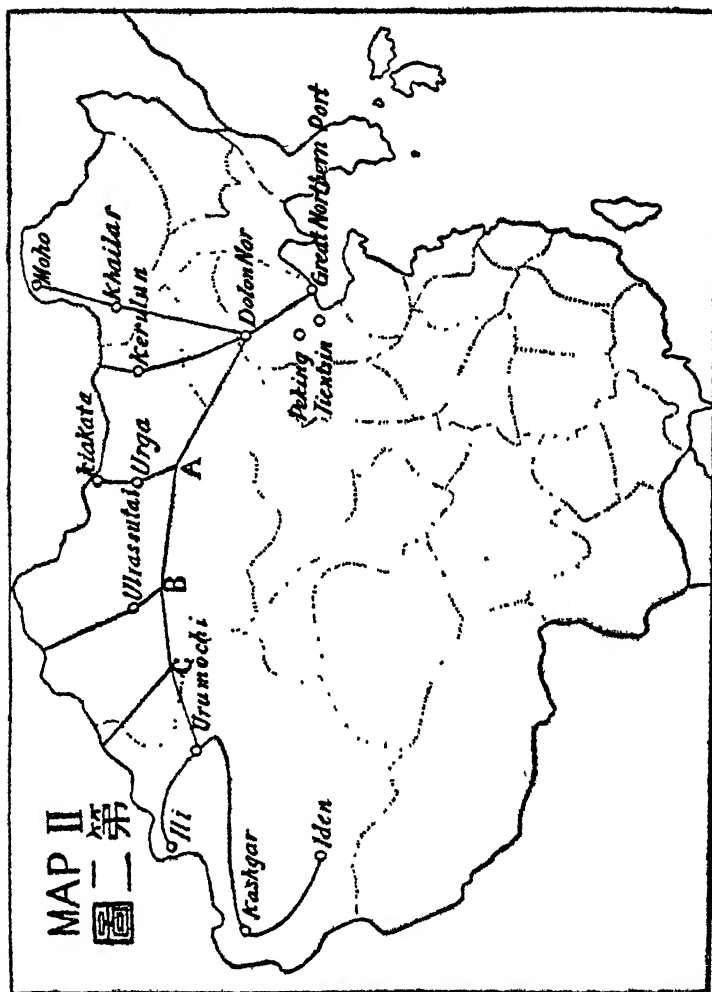 MAP II
第二圖
Moho
Khailar
Kerulun
Kiakata
Urga
Uliassutai
Dolon Nor
Great Northern Port
Peking
Tientsin
A
B
C
Urumochi
Ili
Kashgar
Iden